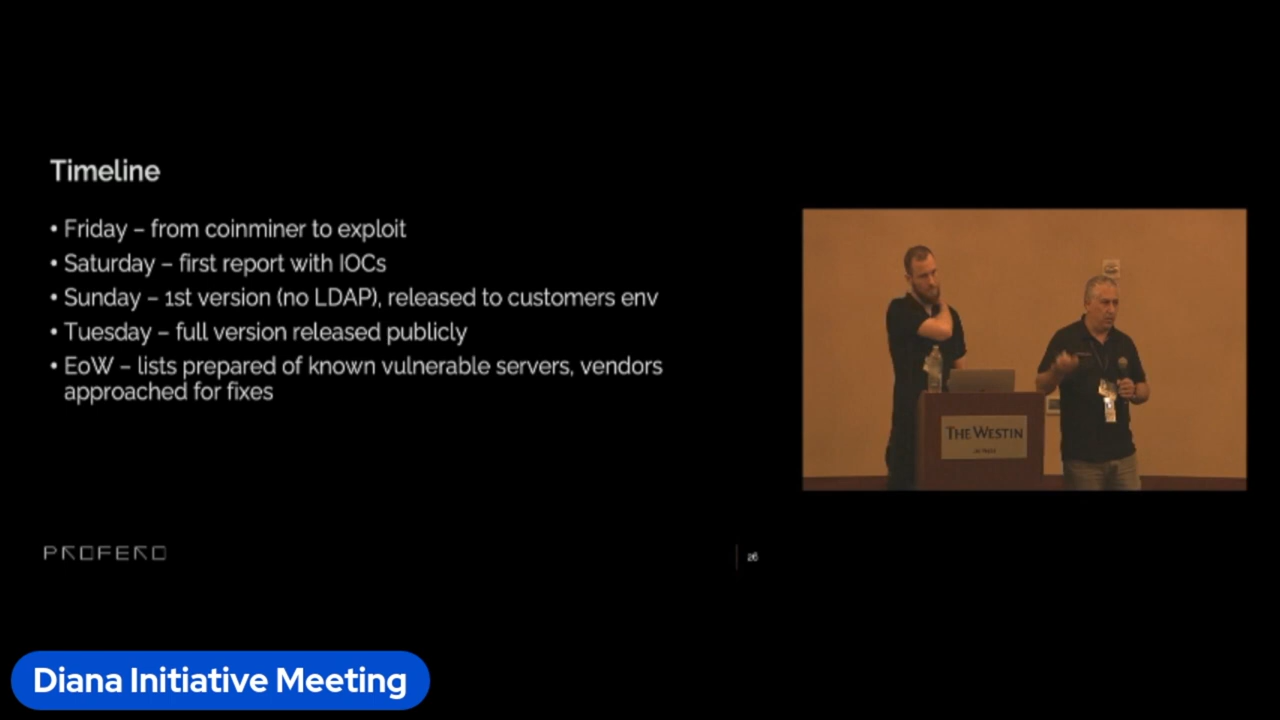 Timeline
• Friday – from coinminer to exploit
• Saturday – first report with IOCs
• Sunday – 1st version (no LDAP), released to customers env
• Tuesday – full version released publicly
• EoW – lists prepared of known vulnerable servers, vendors
approached for fixes
THE WESTIN
PROFERO
26
Diana Initiative Meeting